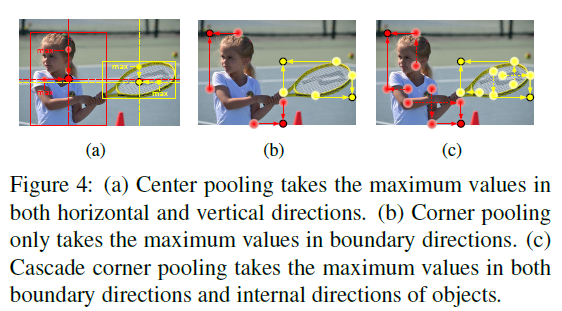 max
max
max
max
(a)
(b)
(c)
Figure 4: (a) Center pooling takes the maximum values in
both horizontal and vertical directions. (b) Corner pooling
only takes the maximum values in boundary directions. (c)
Cascade corner pooling takes the maximum values in both
boundary directions and internal directions of objects.